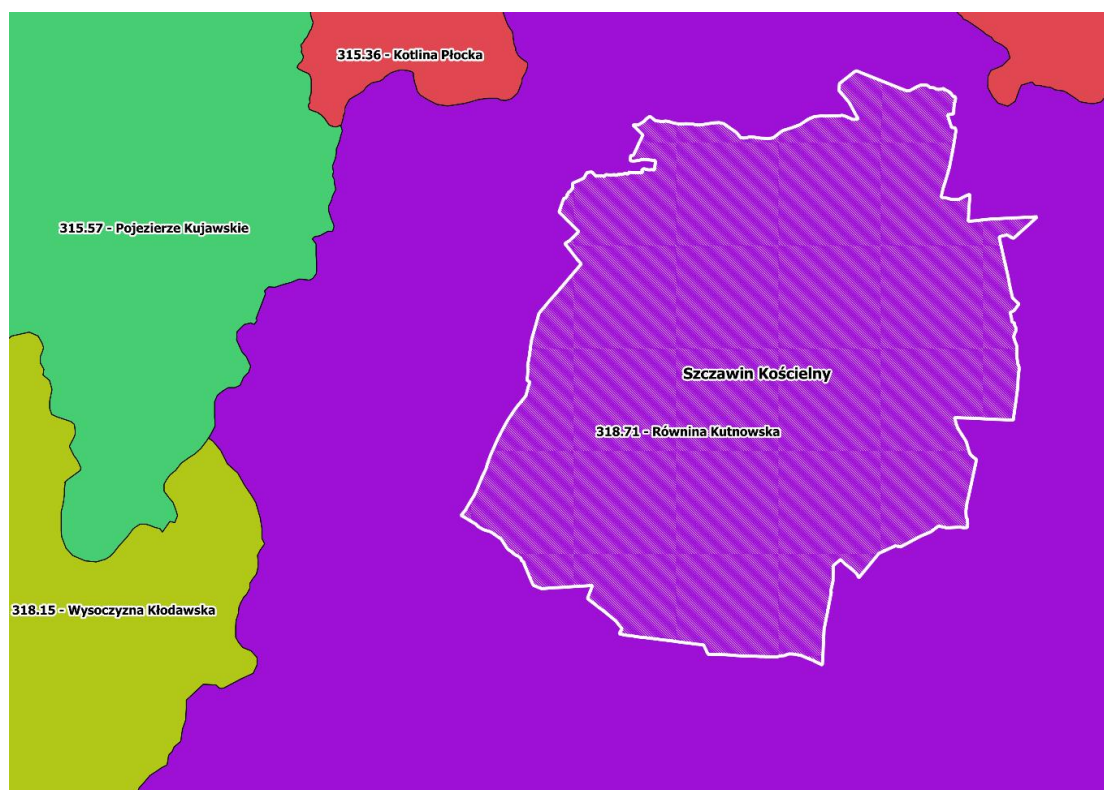 315.36 - Kotlina Płocka
315.57 - Pojezierze Kujawskie
Szczawin Kościelny
318.71 - Równina Kutnowska
318.15 - Wysoczyzna Kłodawska